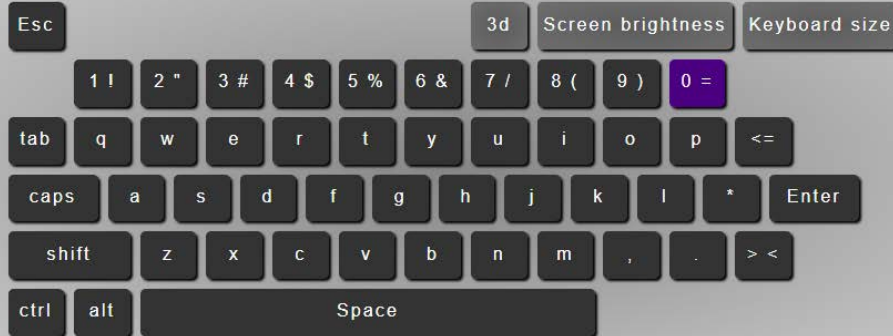 Esc 3d Screen brightness Keyboard size
1 ! 2 " 3 # 4 $ 5 % 6 & 7 / 8 ( 9 ) 0 =
tab q w e r t y u i o p <=
caps a s d f g h j k l * Enter
shift z x c v b n m , . > <
ctrl alt Space